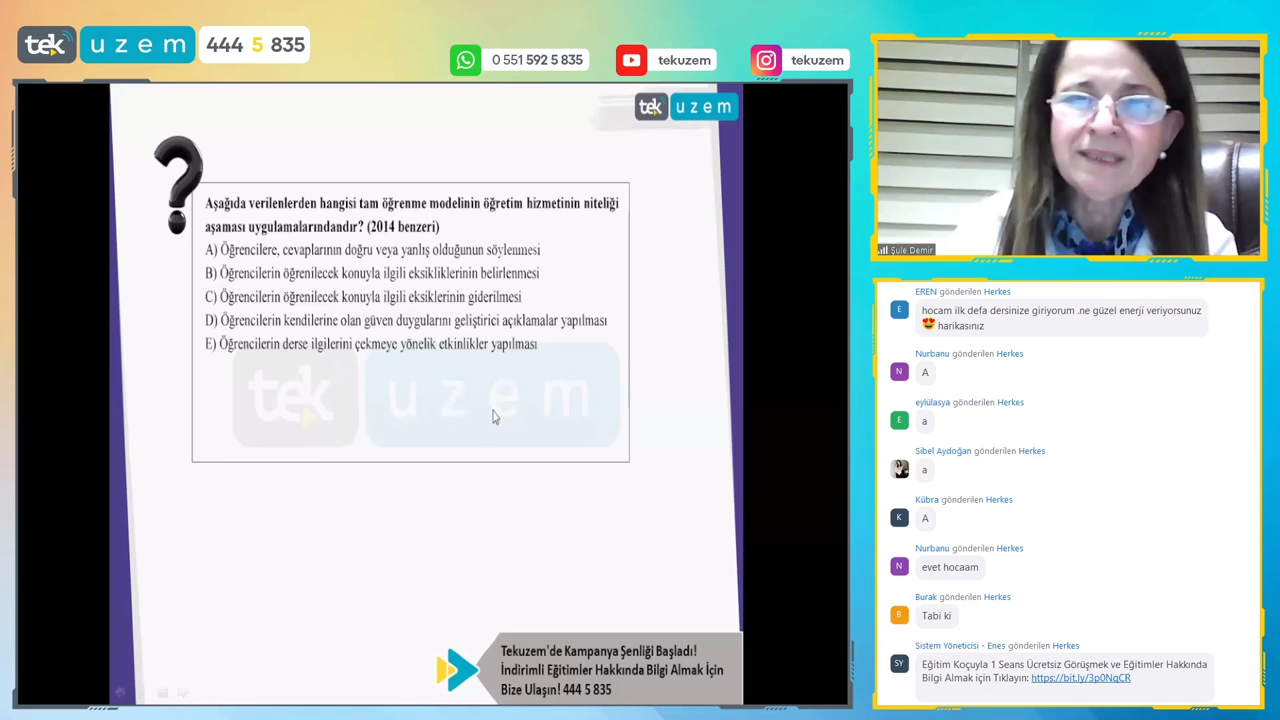 tek uzem 444 5 835
0 551 592 5 835
tekuzem
tekuzem
tek uzem
?
Aşağıda verilenlerden hangisi tam öğrenme modelinin öğretim hizmetinin niteliği
aşaması uygulamalarındandır? (2014 benzeri)
A) Öğrencilere, cevaplarının doğru veya yanlış olduğunun söylenmesi
B) Öğrencilerin öğrenilecek konuyla ilgili eksikliklerinin belirlenmesi
C) Öğrencilerin öğrenilecek konuyla ilgili eksiklerinin giderilmesi
D) Öğrencilerin kendilerine olan güven duygularını geliştirici açıklamalar yapılması
E) Öğrencilerin derse ilgilerini çekmeye yönelik etkinlikler yapılması
tek uzem
Tekuzem'de Kampanya Şenliği Başladı!
İndirimli Eğitimler Hakkında Bilgi Almak İçin
Bize Ulaşın! 444 5 835
Şule Demir
EREN gönderilen Herkes
E
hocam ilk defa dersinize giriyorum .ne güzel enerji veriyorsunuz
😍 harikasınız
Nurbanu gönderilen Herkes
N
A
eylülasya gönderilen Herkes
E
a
Sibel Aydoğan gönderilen Herkes
a
Kübra gönderilen Herkes
K
A
Nurbanu gönderilen Herkes
N
evet hocaam
Burak gönderilen Herkes
B
Tabi ki
Sistem Yöneticisi - Enes gönderilen Herkes
SY
Eğitim Koçuyla 1 Seans Ücretsiz Görüşmek ve Eğitimler Hakkında
Bilgi Almak için Tıklayın: https://bit.ly/3p0NqCR